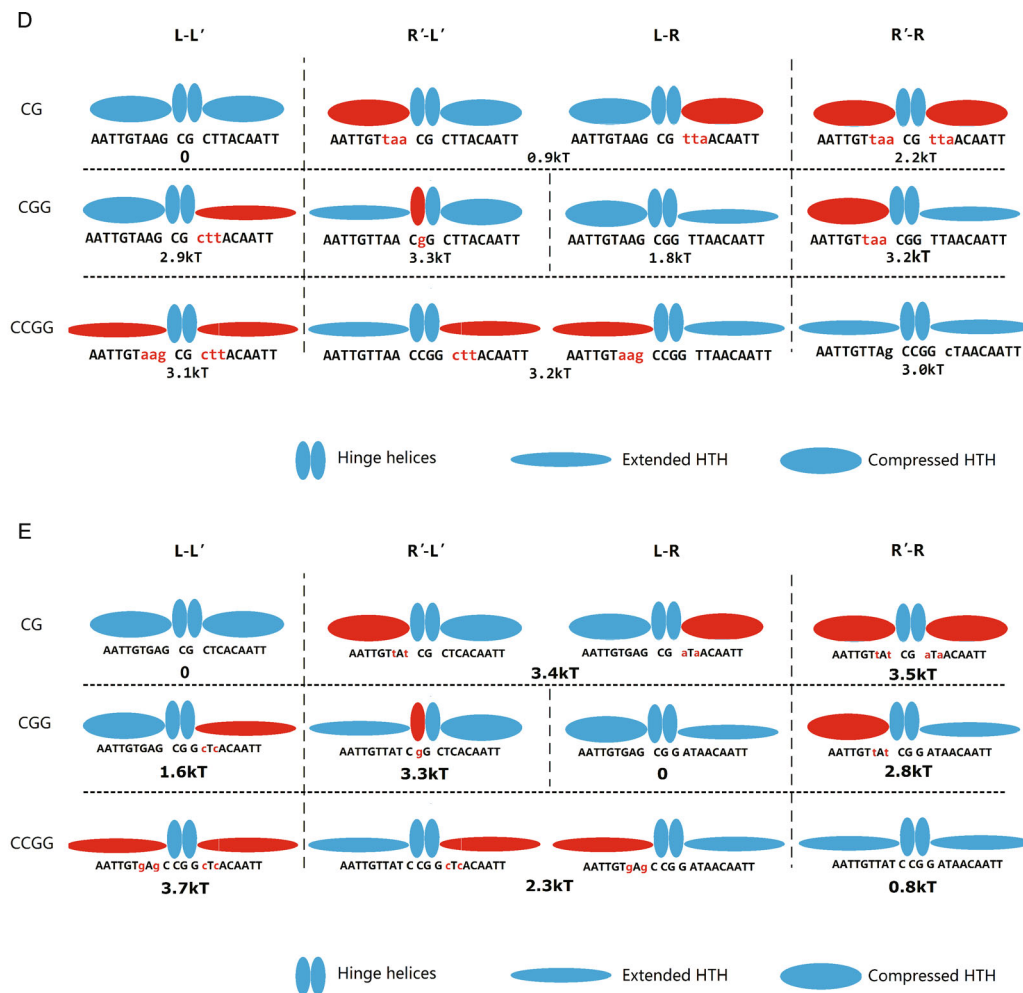 D
L-L′ R′-L′ L-R R′-R
CG
AATTGTAAG CG CTTACAATT AATTGTtaa CG CTTACAATT AATTGTAAG CG ttaACAATT AATTGTtaa CG ttaACAATT
0 0.9kT 2.2kT
CGG
AATTGTAAG CG cttACAATT AATTGTTAA CgG CTTACAATT AATTGTAAG CGG TTAACAATT AATTGTtaa CGG TTAACAATT
2.9kT 3.3kT 1.8kT 3.2kT
CCGG
AATTGTaag CG cttACAATT AATTGTTAA CCGG cttACAATT AATTGTaag CCGG TTAACAATT AATTGTTAg CCGG cTAACAATT
3.1kT 3.2kT 3.0kT
Hinge helices Extended HTH Compressed HTH
E
L-L′ R′-L′ L-R R′-R
CG
AATTGTGAG CG CTCACAATT AATTGTtAt CG CTCACAATT AATTGTGAG CG aTaACAATT AATTGTtAt CG aTaACAATT
0 3.4kT 3.5kT
CGG
AATTGTGAG CG G cTcACAATT AATTGTTAT C gG CTCACAATT AATTGTGAG CG G ATAACAATT AATTGTtAt CG G ATAACAATT
1.6kT 3.3kT 0 2.8kT
CCGG
AATTGTgAg C CG G cTcACAATT AATTGTTAT C CG G cTcACAATT AATTGTgAg C CG G ATAACAATT AATTGTTAT C CG G ATAACAATT
3.7kT 2.3kT 0.8kT
Hinge helices Extended HTH Compressed HTH